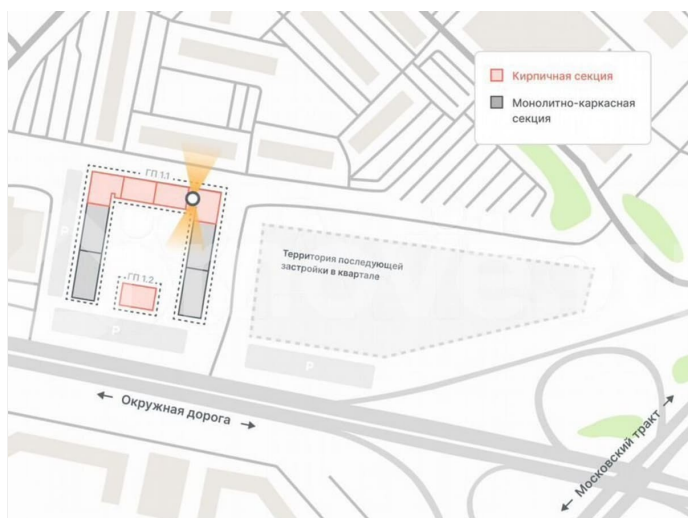 Кирпичная секция
Монолитно-каркасная
секция
ГП 1.1
P
Территория последующей
застройки в квартале
ГП 1.2
P
P
Окружная дорога
Московский тракт